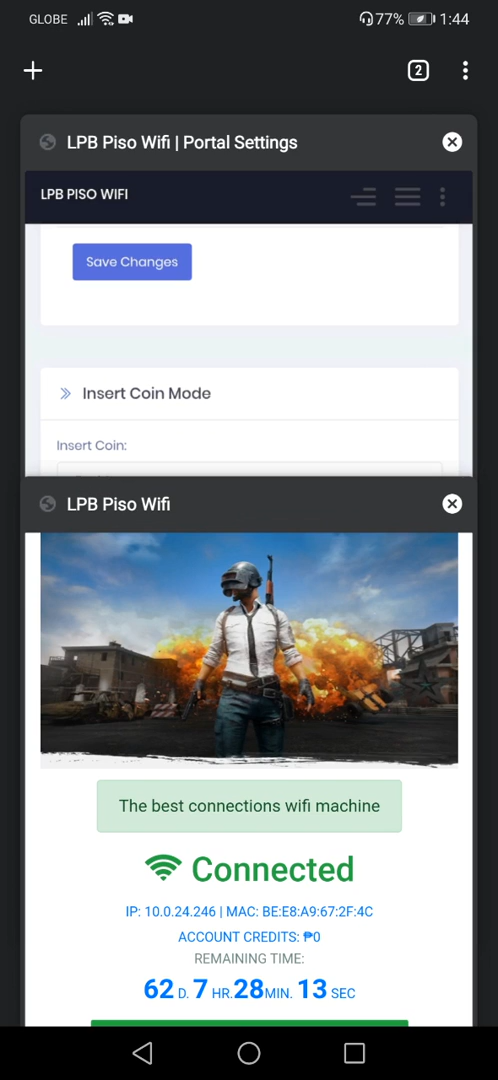 GLOBE 77% 1:44
2
LPB Piso Wifi | Portal Settings
LPB PISO WIFI
Save Changes
Insert Coin Mode
Insert Coin:
LPB Piso Wifi
The best connections wifi machine
Connected
IP: 10.0.24.246 | MAC: BE:E8:A9:67:2F:4C
ACCOUNT CREDITS: ₱0
REMAINING TIME:
62 D. 7 HR.28MIN. 13 SEC